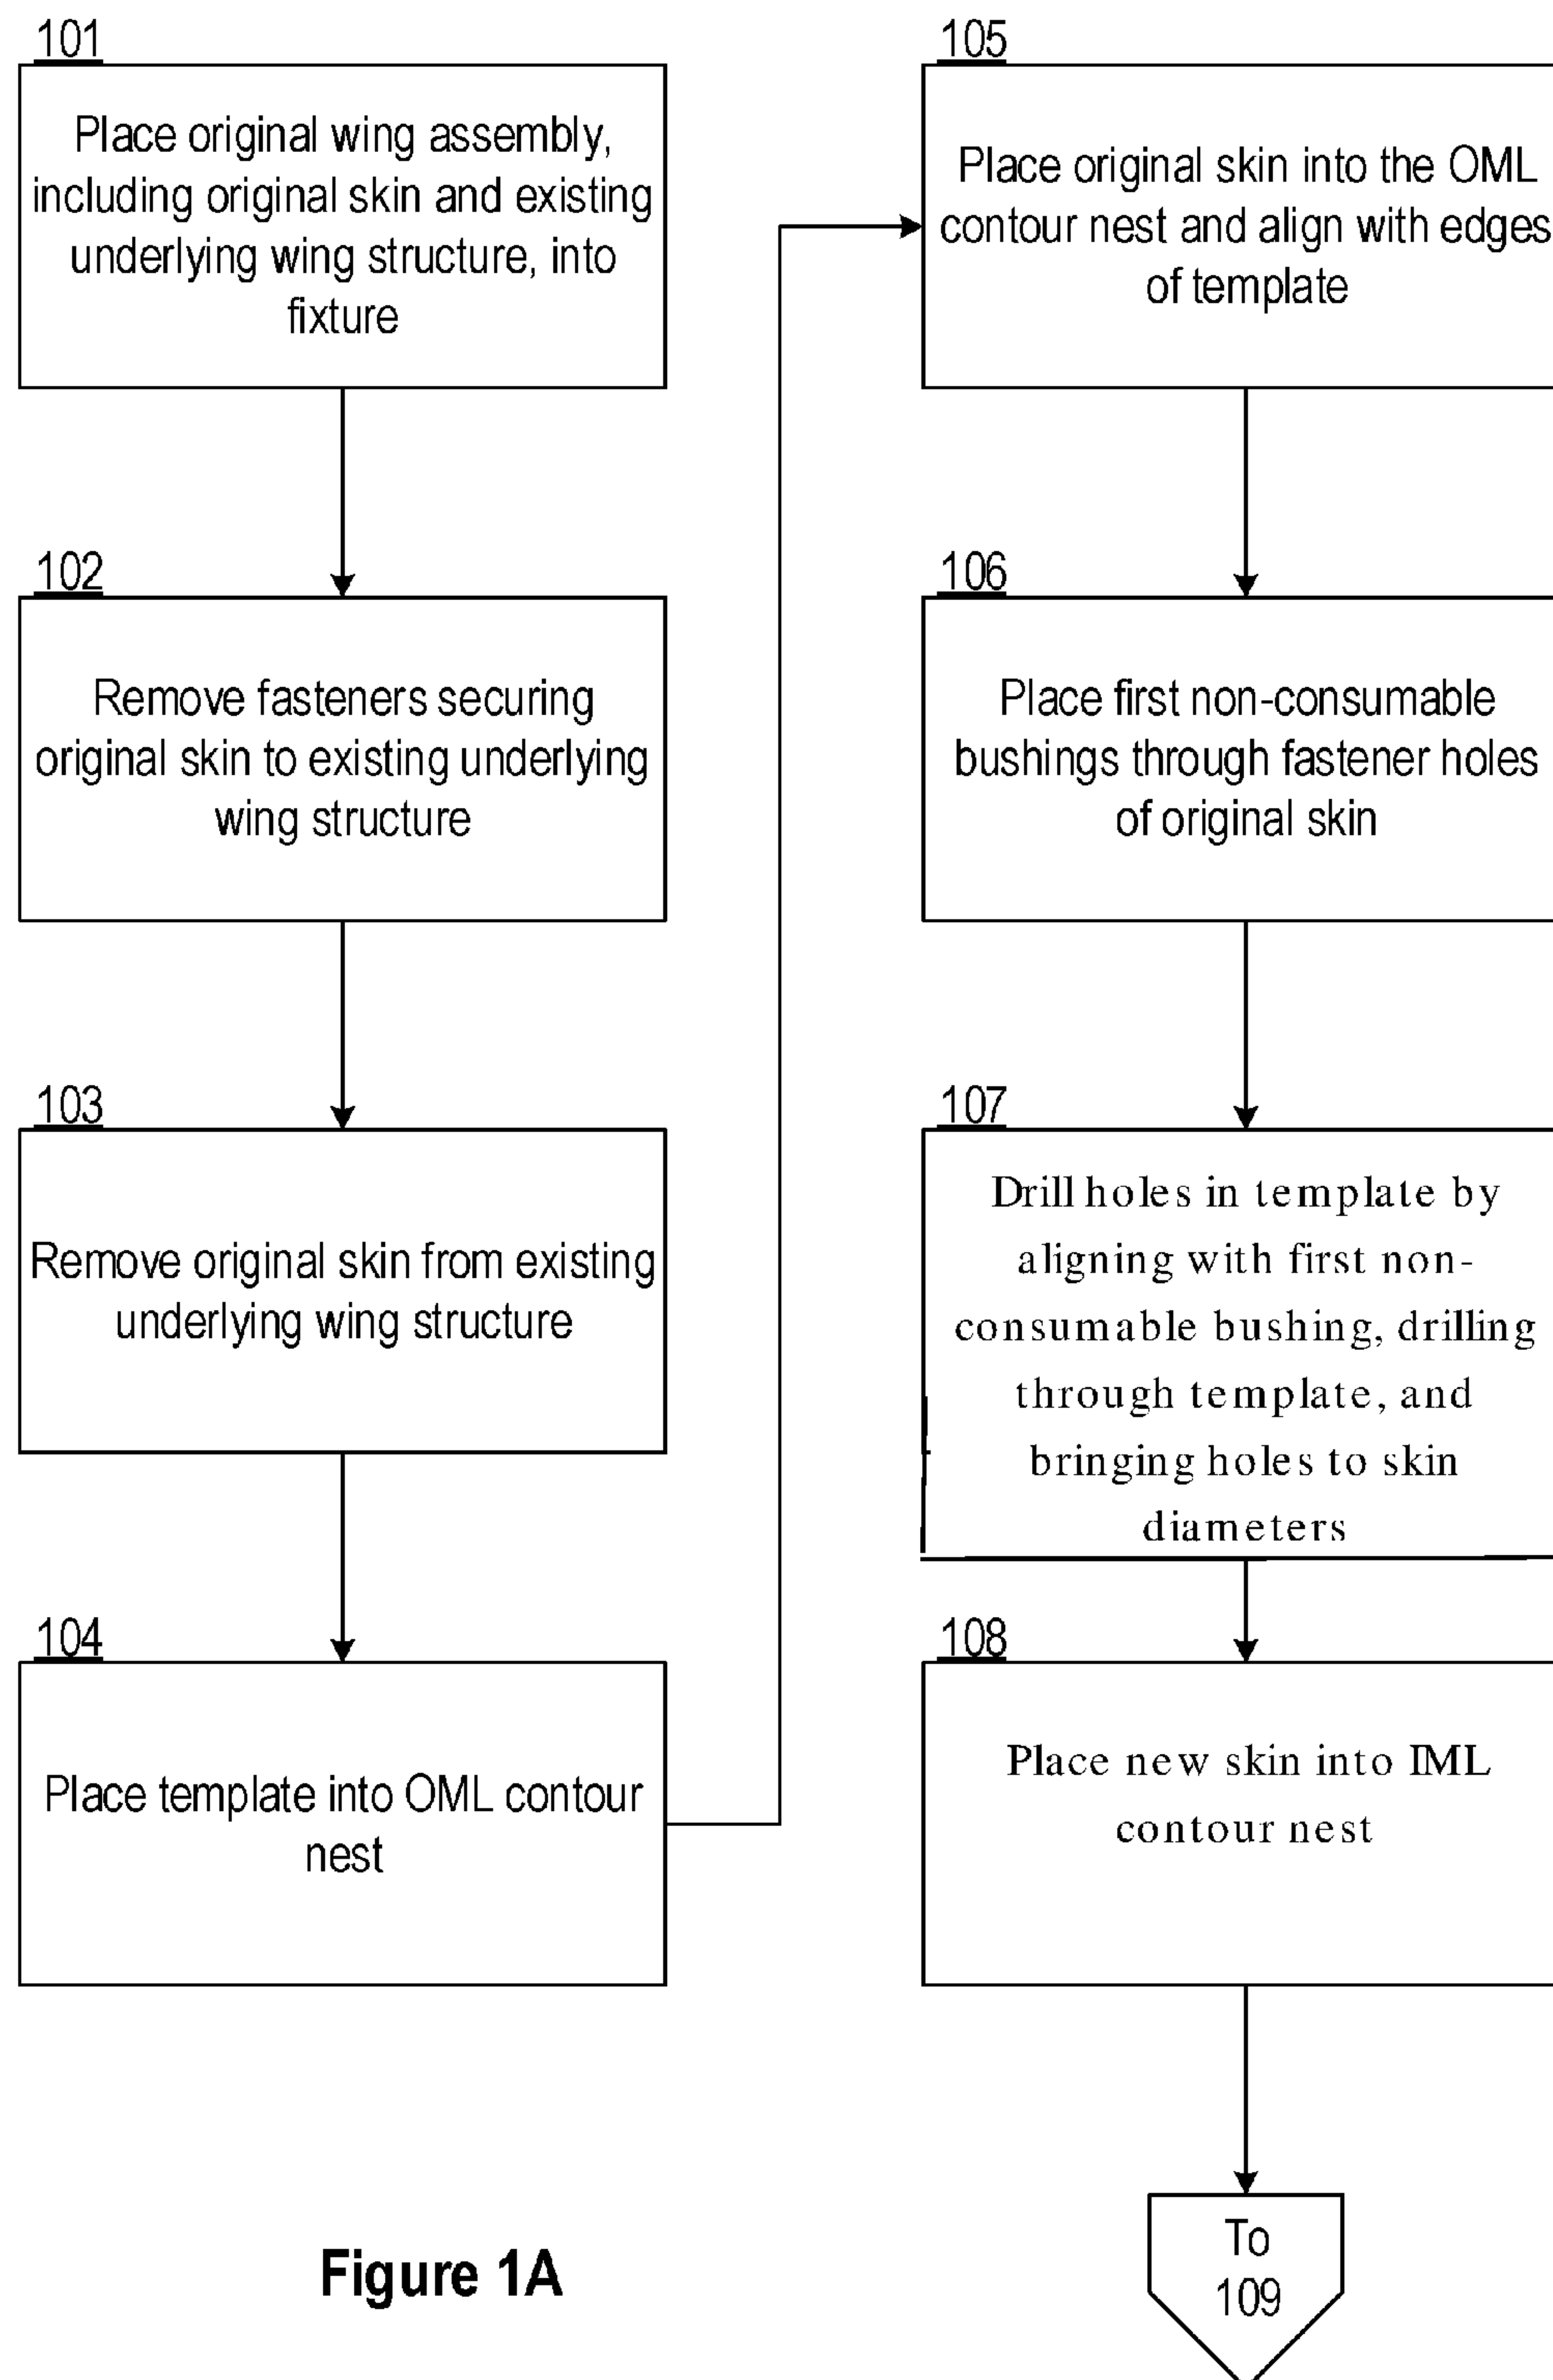 101
Place original wing assembly,
including original skin and existing
underlying wing structure, into
fixture
102
Remove fasteners securing
original skin to existing underlying
wing structure
103
Remove original skin from existing
underlying wing structure
104
Place template into OML contour
nest
105
Place original skin into the OML
contour nest and align with edges
of template
106
Place first non-consumable
bushings through fastener holes
of original skin
107
Drill holes in template by
aligning with first non-
consumable bushing, drilling
through template, and
bringing holes to skin
diameters
108
Place new skin into IML
contour nest
To
109
Figure 1A